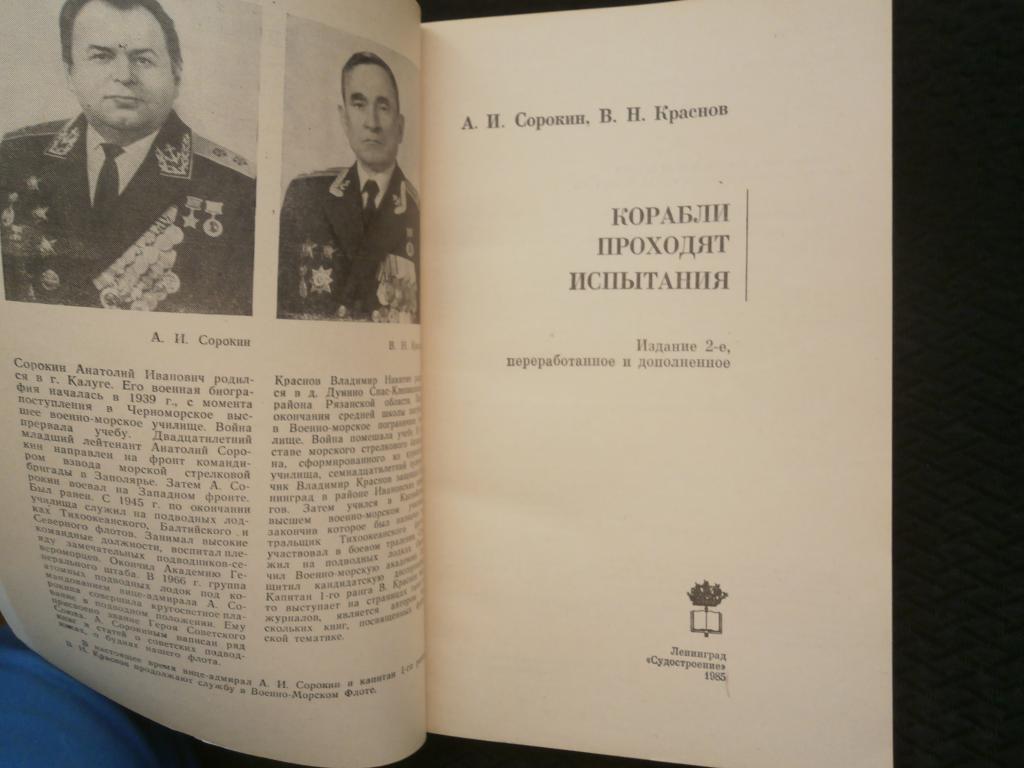 А. И. Сорокин
Сорокин Анатолий Иванович родил-
ся в г. Калуге. Его военная биогра-
фия началась в 1939 г., с момента
поступления в Черноморское выс-
шее военно-морское училище. Война
прервала учебу. Двадцатилетний
младший лейтенант Анатолий Соро-
кин направлен на фронт команди-
ром взвода морской стрелковой
бригады в Заполярье. Затем А. Со-
рокин воевал на Западном фронте.
Был ранен. С 1945 г. по окончании
училища служил на подводных лод-
ках Тихоокеанского, Балтийского и
Северного флотов. Занимал высокие
командные должности, воспитал пле-
яду замечательных подводников-се-
вероморцев. Окончил Академию Ге-
нерального штаба. В 1966 г. группа
атомных подводных лодок под ко-
мандованием вице-адмирала А. Со-
рокина совершила кругосветное пла-
вание в подводном положении. Ему
присвоено звание Героя Советского
Союза. А. Сорокиным написан ряд
книг и статей о советских подвод-
никах, о буднях нашего флота.
В. Н.
Краснов Владимир
ся в д. Дунино
района Рязанской области.
окончания средней школы
в Военно-морское пограничное
лище. Война помешала учебе.
ставе морского стрелкового
на, сформированного из
училища, семнадцатилетний
чик Владимир Краснов
нинград в районе Ивановских
гов. Затем учился в
высшем военно-морском
закончив которое был
тральщик Тихоокеанского
участвовал в боевом тралении.
жил на подводных лодках.
чил Военно-морскую академию
щитил кандидатскую
Капитан 1-го ранга В. Краснов
то выступает на страницах
журналов, является автором
скольких книг, посвященных
ской тематике.
В настоящее время вице-адмирал А. И. Сорокин и капитан 1-го
В. Н. Краснов продолжают службу в Военно-Морском Флоте.
А. И. Сорокин, В. Н. Краснов
КОРАБЛИ
ПРОХОДЯТ
ИСПЫТАНИЯ
Издание 2-е,
переработанное и дополненное
Ленинград
«Судостроение»
1985